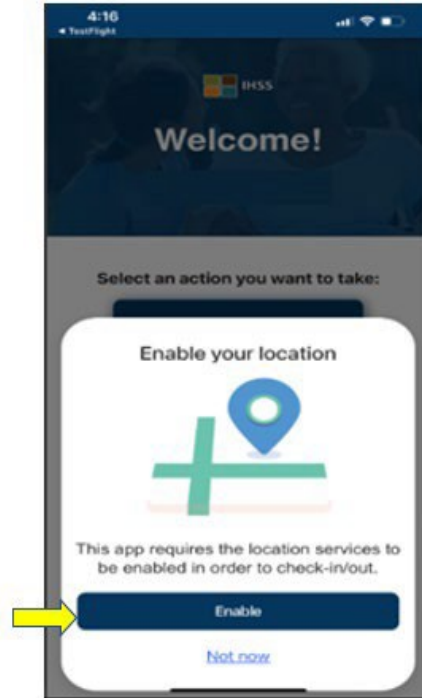 4:16
◄ TestFlight
IHSS
Welcome!
Select an action you want to take:
Enable your location
This app requires the location services to
be enabled in order to check-in/out.
Enable
Not now